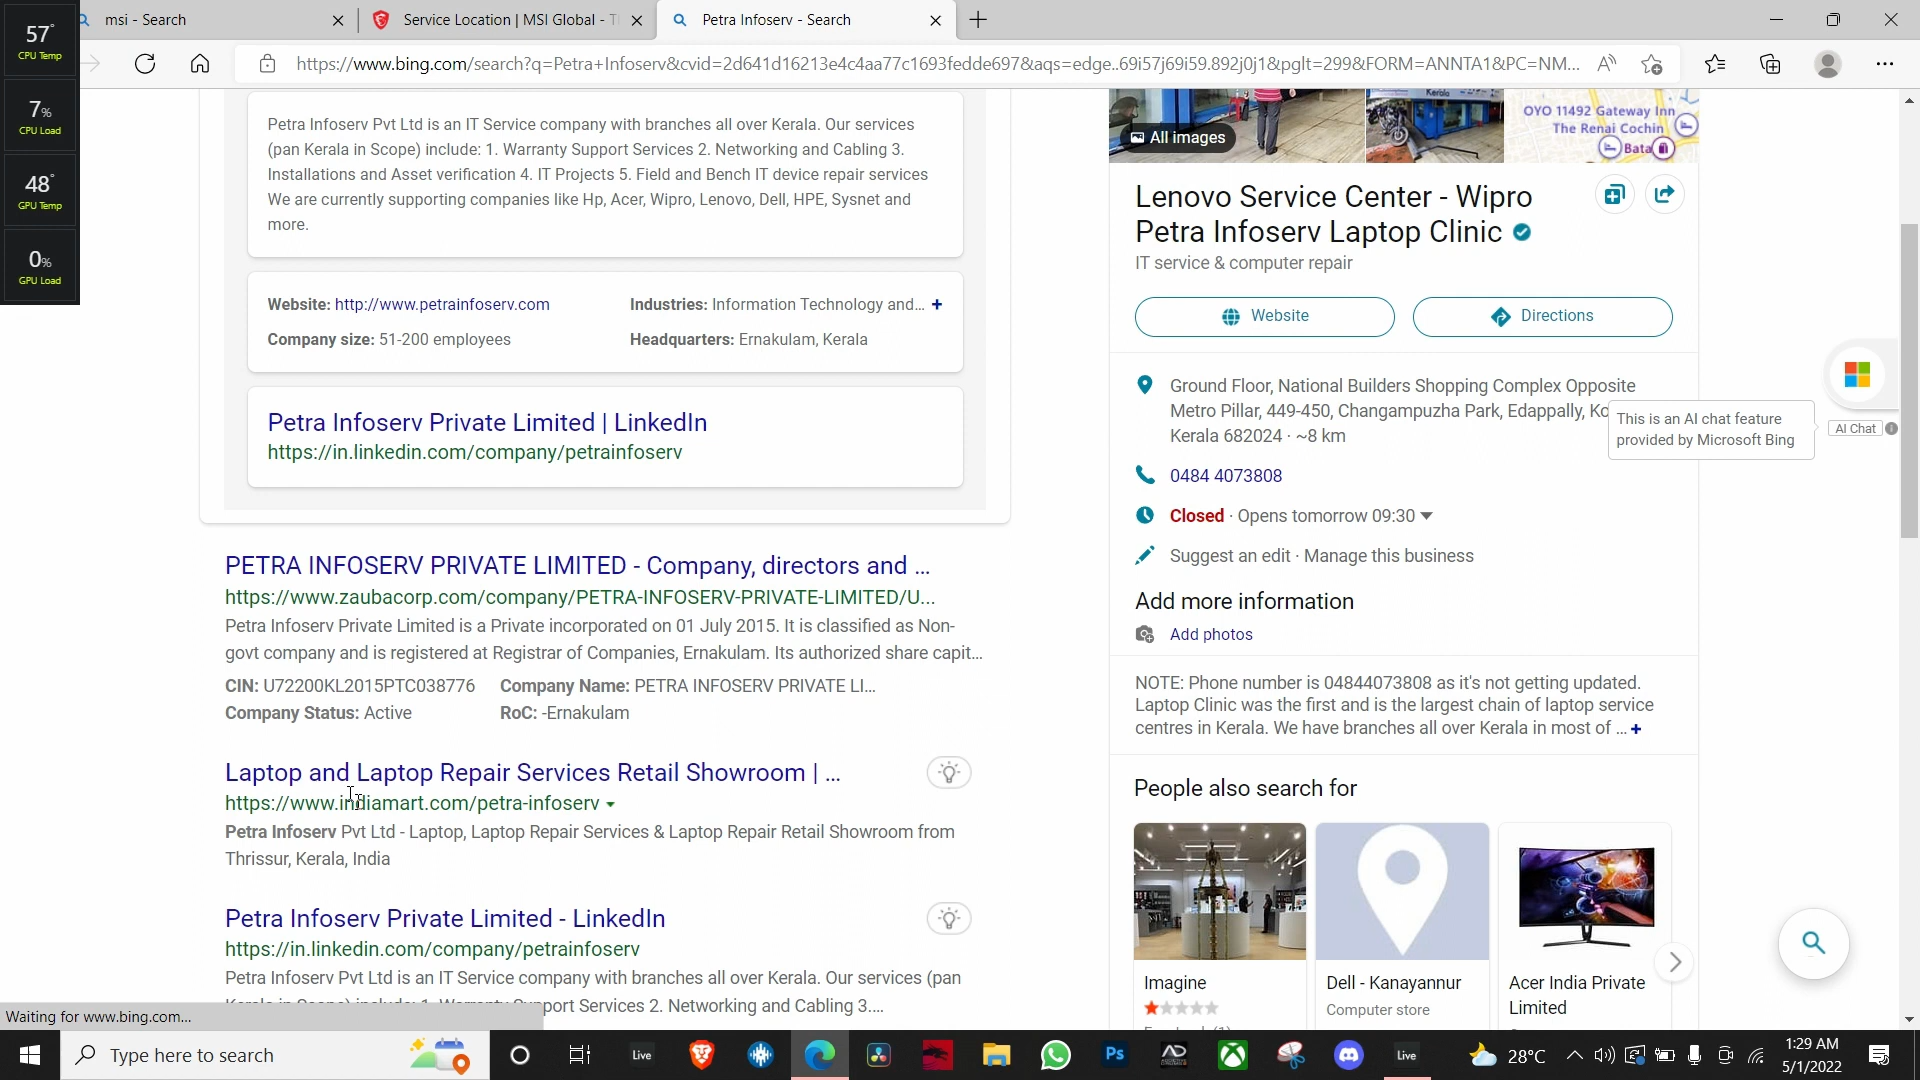 57°
CPU Temp
7%
CPU Load
48°
GPU Temp
0%
GPU Load
msi - Search
Service Location | MSI Global - T
Petra Infoserv - Search
https://www.bing.com/search?q=Petra+Infoserv&cvid=2d641d16213e4c4aa77c1693fedde697&aqs=edge..69i57j69i59.892j0j1&pglt=299&FORM=ANNTA1&PC=NM...
Petra Infoserv Pvt Ltd is an IT Service company with branches all over Kerala. Our services
(pan Kerala in Scope) include: 1. Warranty Support Services 2. Networking and Cabling 3.
Installations and Asset verification 4. IT Projects 5. Field and Bench IT device repair services
We are currently supporting companies like Hp, Acer, Wipro, Lenovo, Dell, HPE, Sysnet and
more.
Website: http://www.petrainfoserv.com
Industries: Information Technology and... +
Company size: 51-200 employees
Headquarters: Ernakulam, Kerala
Petra Infoserv Private Limited | LinkedIn
https://in.linkedin.com/company/petrainfoserv
PETRA INFOSERV PRIVATE LIMITED - Company, directors and ...
https://www.zaubacorp.com/company/PETRA-INFOSERV-PRIVATE-LIMITED/U...
Petra Infoserv Private Limited is a Private incorporated on 01 July 2015. It is classified as Non-
govt company and is registered at Registrar of Companies, Ernakulam. Its authorized share capit...
CIN: U72200KL2015PTC038776
Company Name: PETRA INFOSERV PRIVATE LI...
Company Status: Active
RoC: -Ernakulam
Laptop and Laptop Repair Services Retail Showroom | ...
https://www.indiamart.com/petra-infoserv
Petra Infoserv Pvt Ltd - Laptop, Laptop Repair Services & Laptop Repair Retail Showroom from
Thrissur, Kerala, India
Petra Infoserv Private Limited - LinkedIn
https://in.linkedin.com/company/petrainfoserv
Petra Infoserv Pvt Ltd is an IT Service company with branches all over Kerala. Our services (pan
Kerala in Scope) include: 1. Warranty Support Services 2. Networking and Cabling 3....
Waiting for www.bing.com...
All images
Kerala
OYO 11492 Gateway Inn
The Renai Cochin
Bata
Lenovo Service Center - Wipro
Petra Infoserv Laptop Clinic
IT service & computer repair
Website
Directions
Ground Floor, National Builders Shopping Complex Opposite
Metro Pillar, 449-450, Changampuzha Park, Edappally, Ko
Kerala 682024 · ~8 km
0484 4073808
Closed · Opens tomorrow 09:30
Suggest an edit · Manage this business
Add more information
Add photos
NOTE: Phone number is 04844073808 as it's not getting updated.
Laptop Clinic was the first and is the largest chain of laptop service
centres in Kerala. We have branches all over Kerala in most of ... +
People also search for
Imagine
Dell - Kanayannur
Computer store
Acer India Private
Limited
This is an AI chat feature
provided by Microsoft Bing
AI Chat
Type here to search
Live
Ps
Live
28°C
1:29 AM
5/1/2022